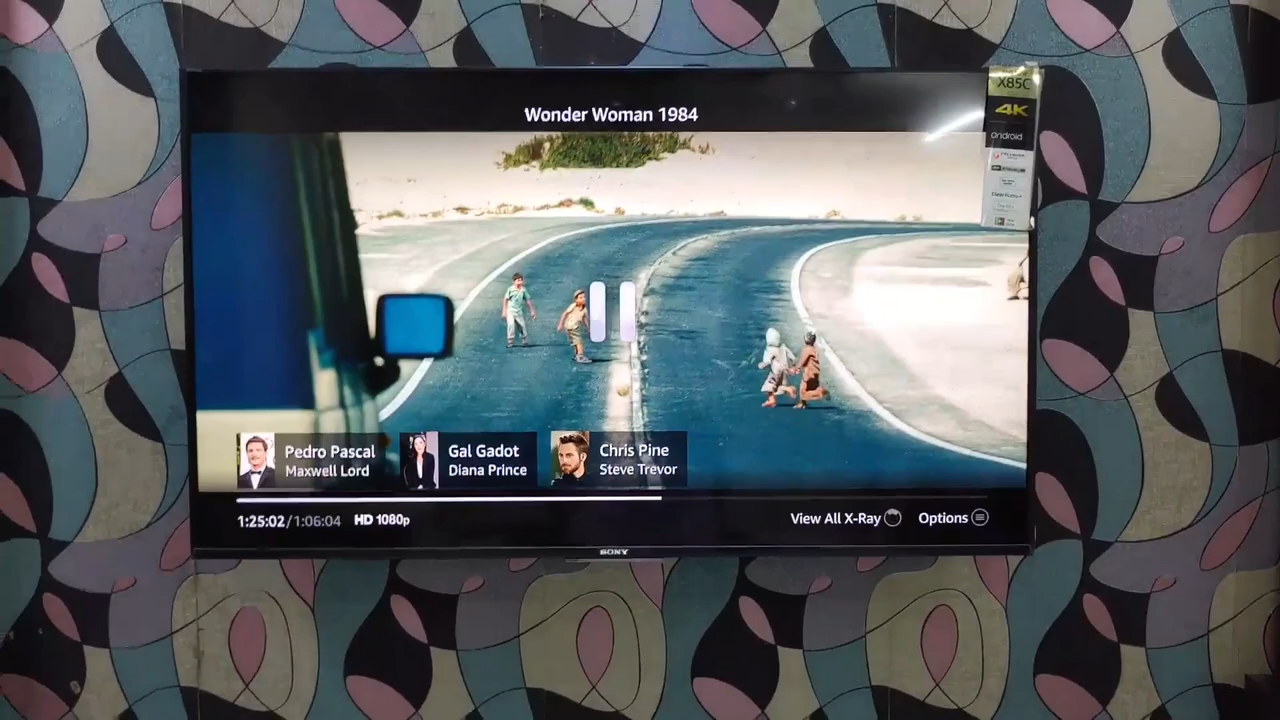 X85C
4K
android
Wonder Woman 1984
Pedro Pascal
Maxwell Lord
Gal Gadot
Diana Prince
Chris Pine
Steve Trevor
1:25:02/1:06:04 HD 1080p
View All X-Ray
Options
SONY